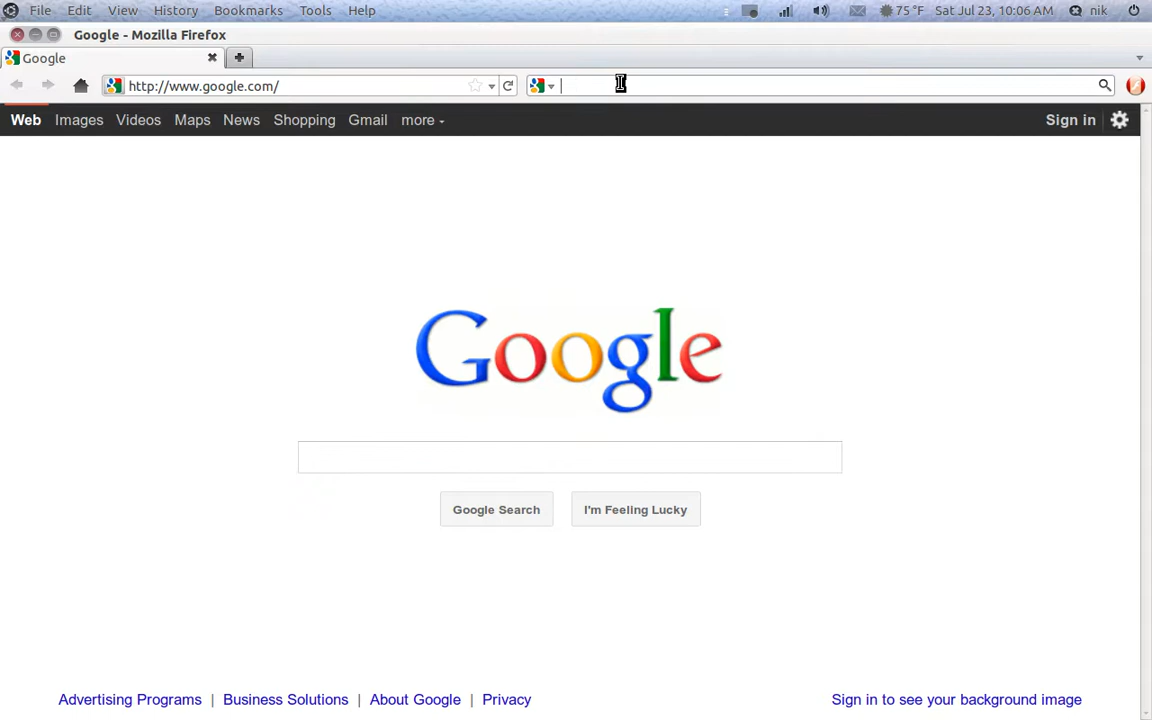 File Edit View History Bookmarks Tools Help 75 °F Sat Jul 23, 10:06 AM nik
Google - Mozilla Firefox
Google
http://www.google.com/
Web Images Videos Maps News Shopping Gmail more Sign in
Google
Google Search I'm Feeling Lucky
Advertising Programs | Business Solutions | About Google | Privacy Sign in to see your background image